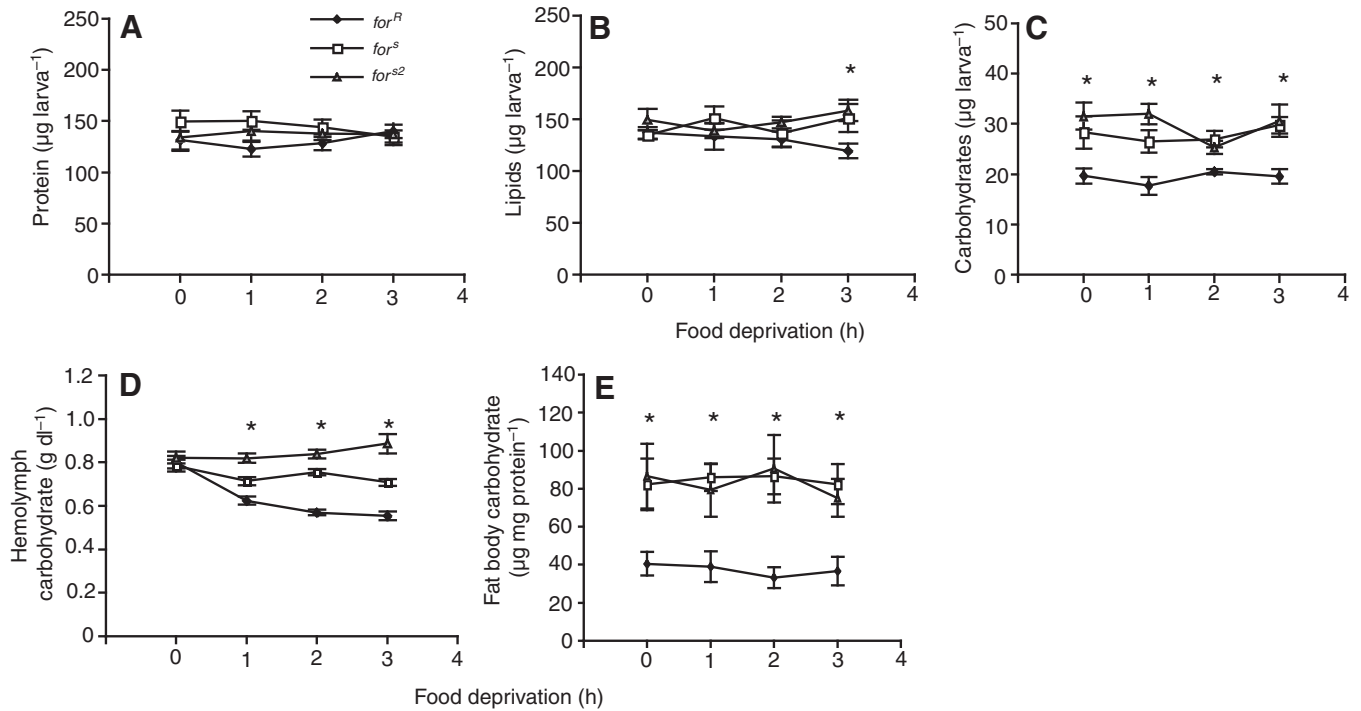 A
for^R
for^s
for^s2
Protein (µg larva⁻¹)
250
200
150
100
50
0
0 1 2 3 4
B
*
Lipids (µg larva⁻¹)
250
200
150
100
50
0
0 1 2 3 4
C
* * * *
Carbohydrates (µg larva⁻¹)
50
40
30
20
10
0
0 1 2 3 4
Food deprivation (h)
D
* * *
Hemolymph
carbohydrate (g dl⁻¹)
1.2
1.0
0.8
0.6
0.4
0.2
0
0 1 2 3 4
E
* * * *
Fat body carbohydrate
(µg mg protein⁻¹)
140
120
100
80
60
40
20
0
0 1 2 3 4
Food deprivation (h)